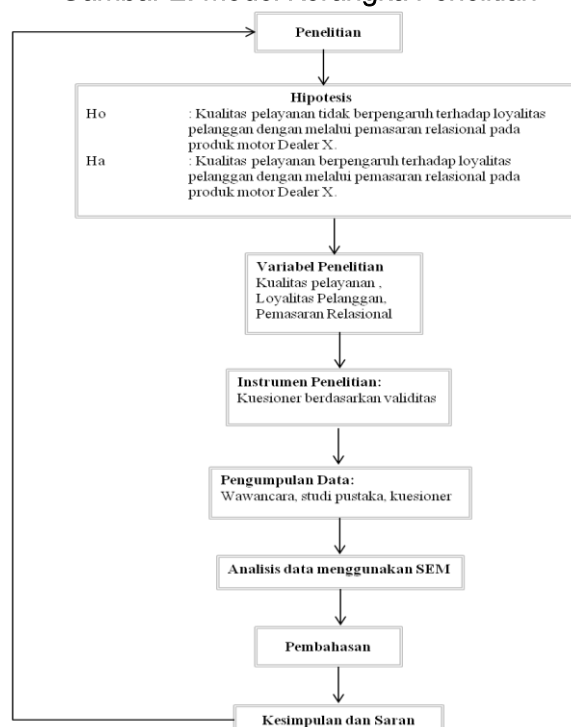 Gambar 2. Model Kerangka Penelitian
Penelitian
Hipotesis
Ho : Kualitas pelayanan tidak berpengaruh terhadap loyalitas
pelanggan dengan melalui pemasaran relasional pada
produk motor Dealer X.
Ha : Kualitas pelayanan berpengaruh terhadap loyalitas
pelanggan dengan melalui pemasaran relasional pada
produk motor Dealer X.
Variabel Penelitian
Kualitas pelayanan ,
Loyalitas Pelanggan,
Pemasaran Relasional
Instrumen Penelitian:
Kuesioner berdasarkan validitas
Pengumpulan Data:
Wawancara, studi pustaka, kuesioner
Analisis data menggunakan SEM
Pembahasan
Kesimpulan dan Saran